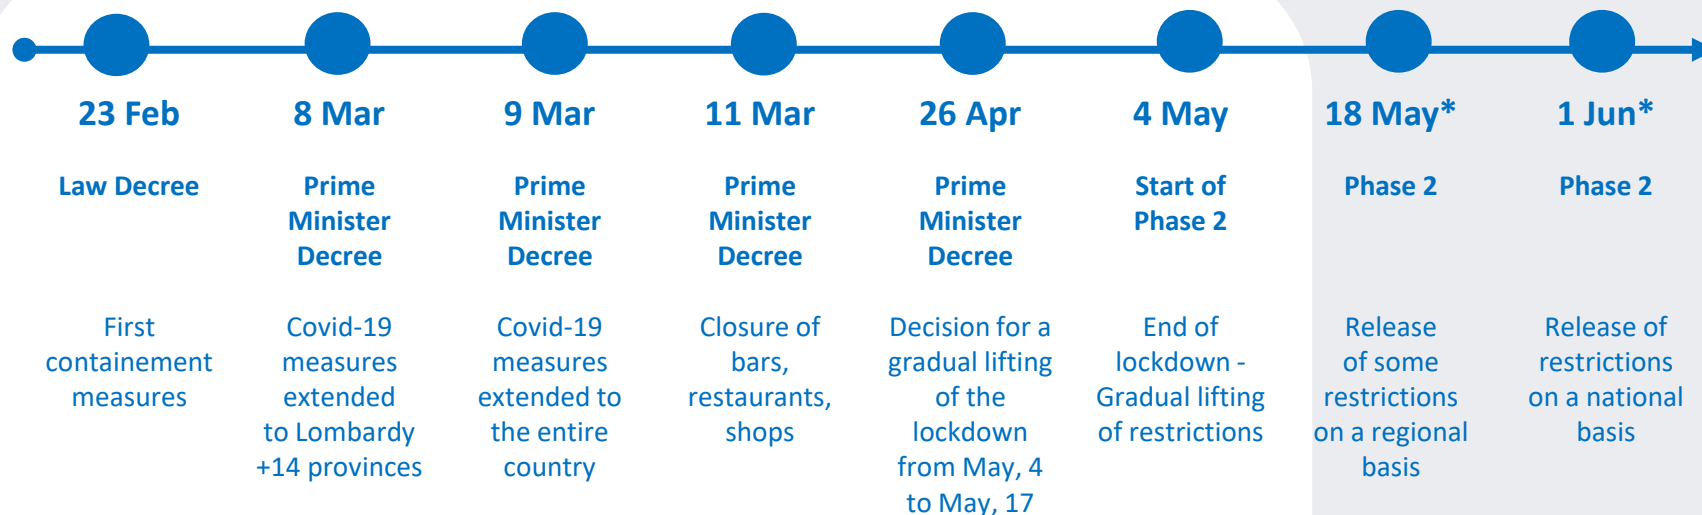 23 Feb
Law Decree
First
containement
measures
8 Mar
Prime
Minister
Decree
Covid-19
measures
extended
to Lombardy
+14 provinces
9 Mar
Prime
Minister
Decree
Covid-19
measures
extended to
the entire
country
11 Mar
Prime
Minister
Decree
Closure of
bars,
restaurants,
shops
26 Apr
Prime
Minister
Decree
Decision for a
gradual lifting
of the
lockdown
from May, 4
to May, 17
4 May
Start of
Phase 2
End of
lockdown -
Gradual lifting
of restrictions
18 May*
Phase 2
Release
of some
restrictions
on a regional
basis
1 Jun*
Phase 2
Release of
restrictions
on a national
basis